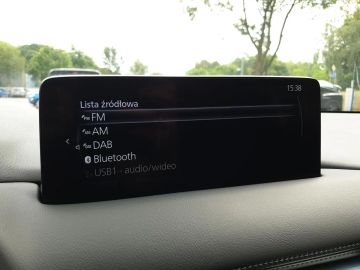 15:38
Lista źródłowa
FM
AM
DAB
Bluetooth
USB1 - audio/wideo